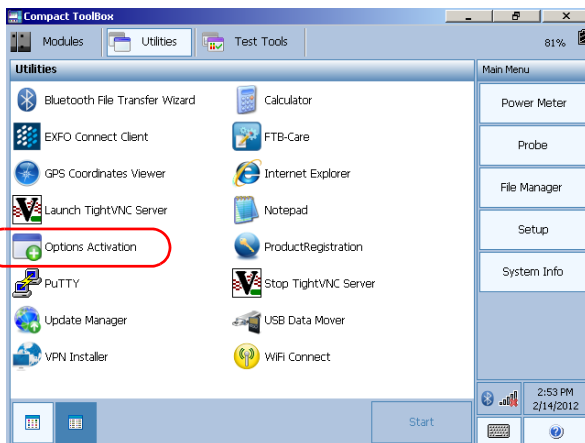 Compact ToolBox
Modules
Utilities
Test Tools
81%
Utilities
Bluetooth File Transfer Wizard
Calculator
EXFO Connect Client
FTB-Care
GPS Coordinates Viewer
Internet Explorer
Launch TightVNC Server
Notepad
Options Activation
ProductRegistration
PuTTY
Stop TightVNC Server
Update Manager
USB Data Mover
VPN Installer
WiFi Connect
Start
Main Menu
Power Meter
Probe
File Manager
Setup
System Info
2:53 PM
2/14/2012